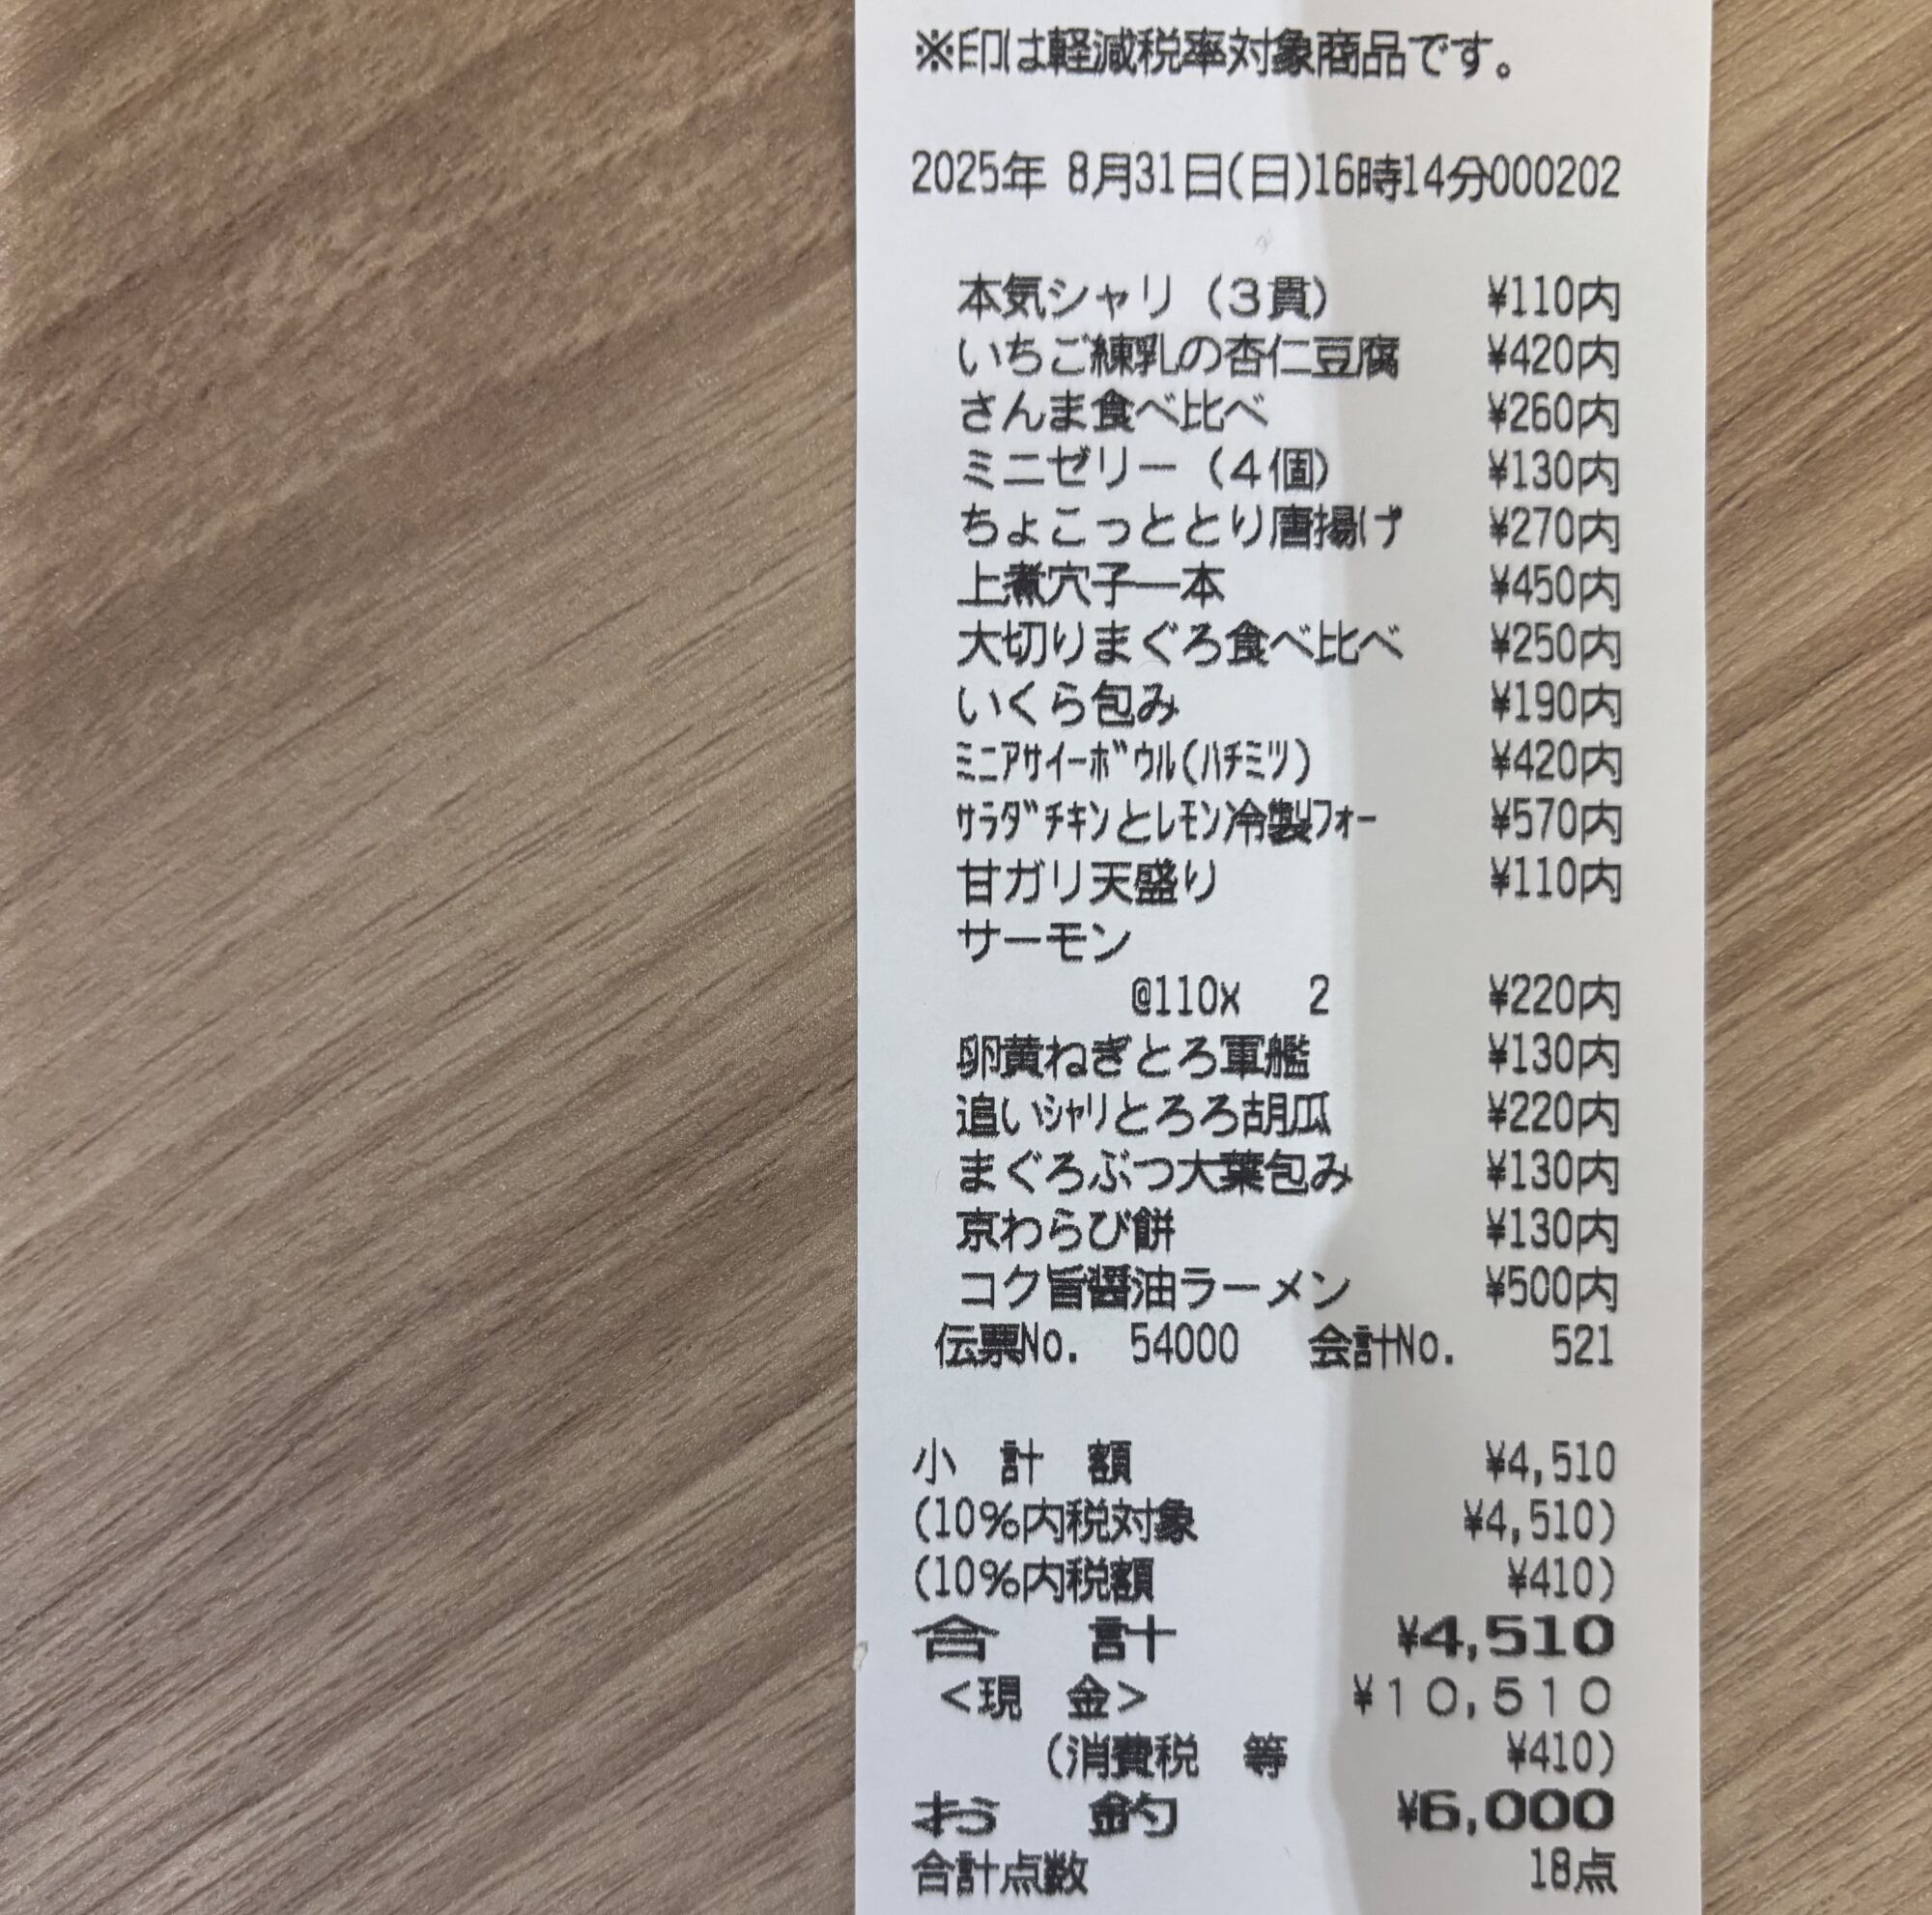 ※印は軽減税率対象商品です。
2025年 8月31日(日)16時14分000202
本気シャリ（３貫） ¥110内
いちご練乳の杏仁豆腐 ¥420内
さんま食べ比べ ¥260内
ミニゼリー（４個） ¥130内
ちょこっととり唐揚げ ¥270内
上煮穴子一本 ¥450内
大切りまぐろ食べ比べ ¥250内
いくら包み ¥190内
ﾐﾆｱｻｲｰﾎﾞｳﾙ(ﾊﾁﾐﾂ) ¥420内
ｻﾗﾀﾞﾁｷﾝとﾚﾓﾝ冷製ﾌｫｰ ¥570内
甘ガリ天盛り ¥110内
サーモン
@110x 2 ¥220内
卵黄ねぎとろ軍艦 ¥130内
追いｼｬﾘとろろ胡瓜 ¥220内
まぐろぶつ大葉包み ¥130内
京わらび餅 ¥130内
コク旨醤油ラーメン ¥500内
伝票No. 54000 会計No. 521
小 計 額 ¥4,510
(10%内税対象 ¥4,510)
(10%内税額 ¥410)
合 計 ¥4,510
<現 金> ¥１０,５１０
(消費税 等 ¥410)
お 釣 ¥6,000
合計点数 18点